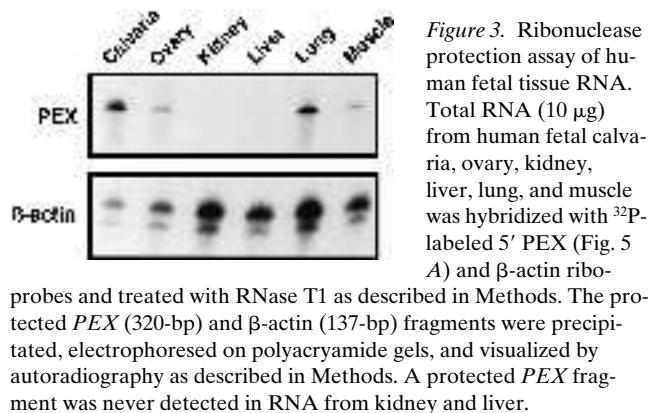 Calvaria
Ovary
Kidney
Liver
Lung
Muscle
PEX
β-actin
Figure 3. Ribonuclease
protection assay of hu-
man fetal tissue RNA.
Total RNA (10 μg)
from human fetal calva-
ria, ovary, kidney,
liver, lung, and muscle
was hybridized with ³²P-
labeled 5′ PEX (Fig. 5
A) and β-actin ribo-
probes and treated with RNase T1 as described in Methods. The pro-
tected PEX (320-bp) and β-actin (137-bp) fragments were precipi-
tated, electrophoresed on polyacryamide gels, and visualized by
autoradiography as described in Methods. A protected PEX frag-
ment was never detected in RNA from kidney and liver.